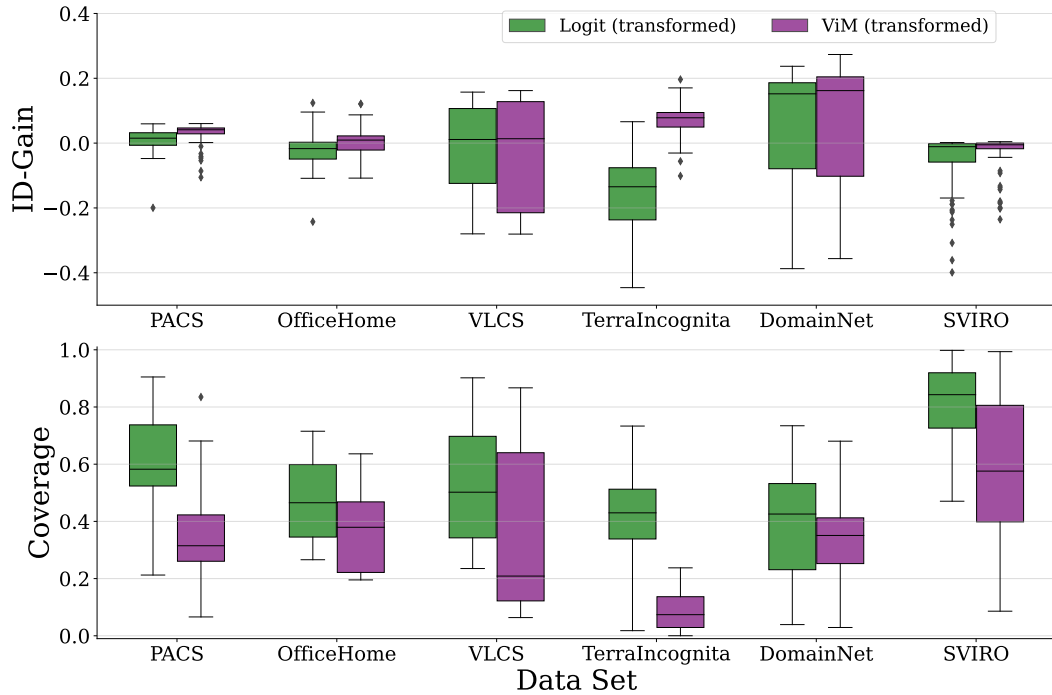 Logit (transformed) ViM (transformed)
ID-Gain
0.4
0.2
0.0
−0.2
−0.4
PACS OfficeHome VLCS TerraIncognita DomainNet SVIRO
Coverage
1.0
0.8
0.6
0.4
0.2
0.0
PACS OfficeHome VLCS TerraIncognita DomainNet SVIRO
Data Set